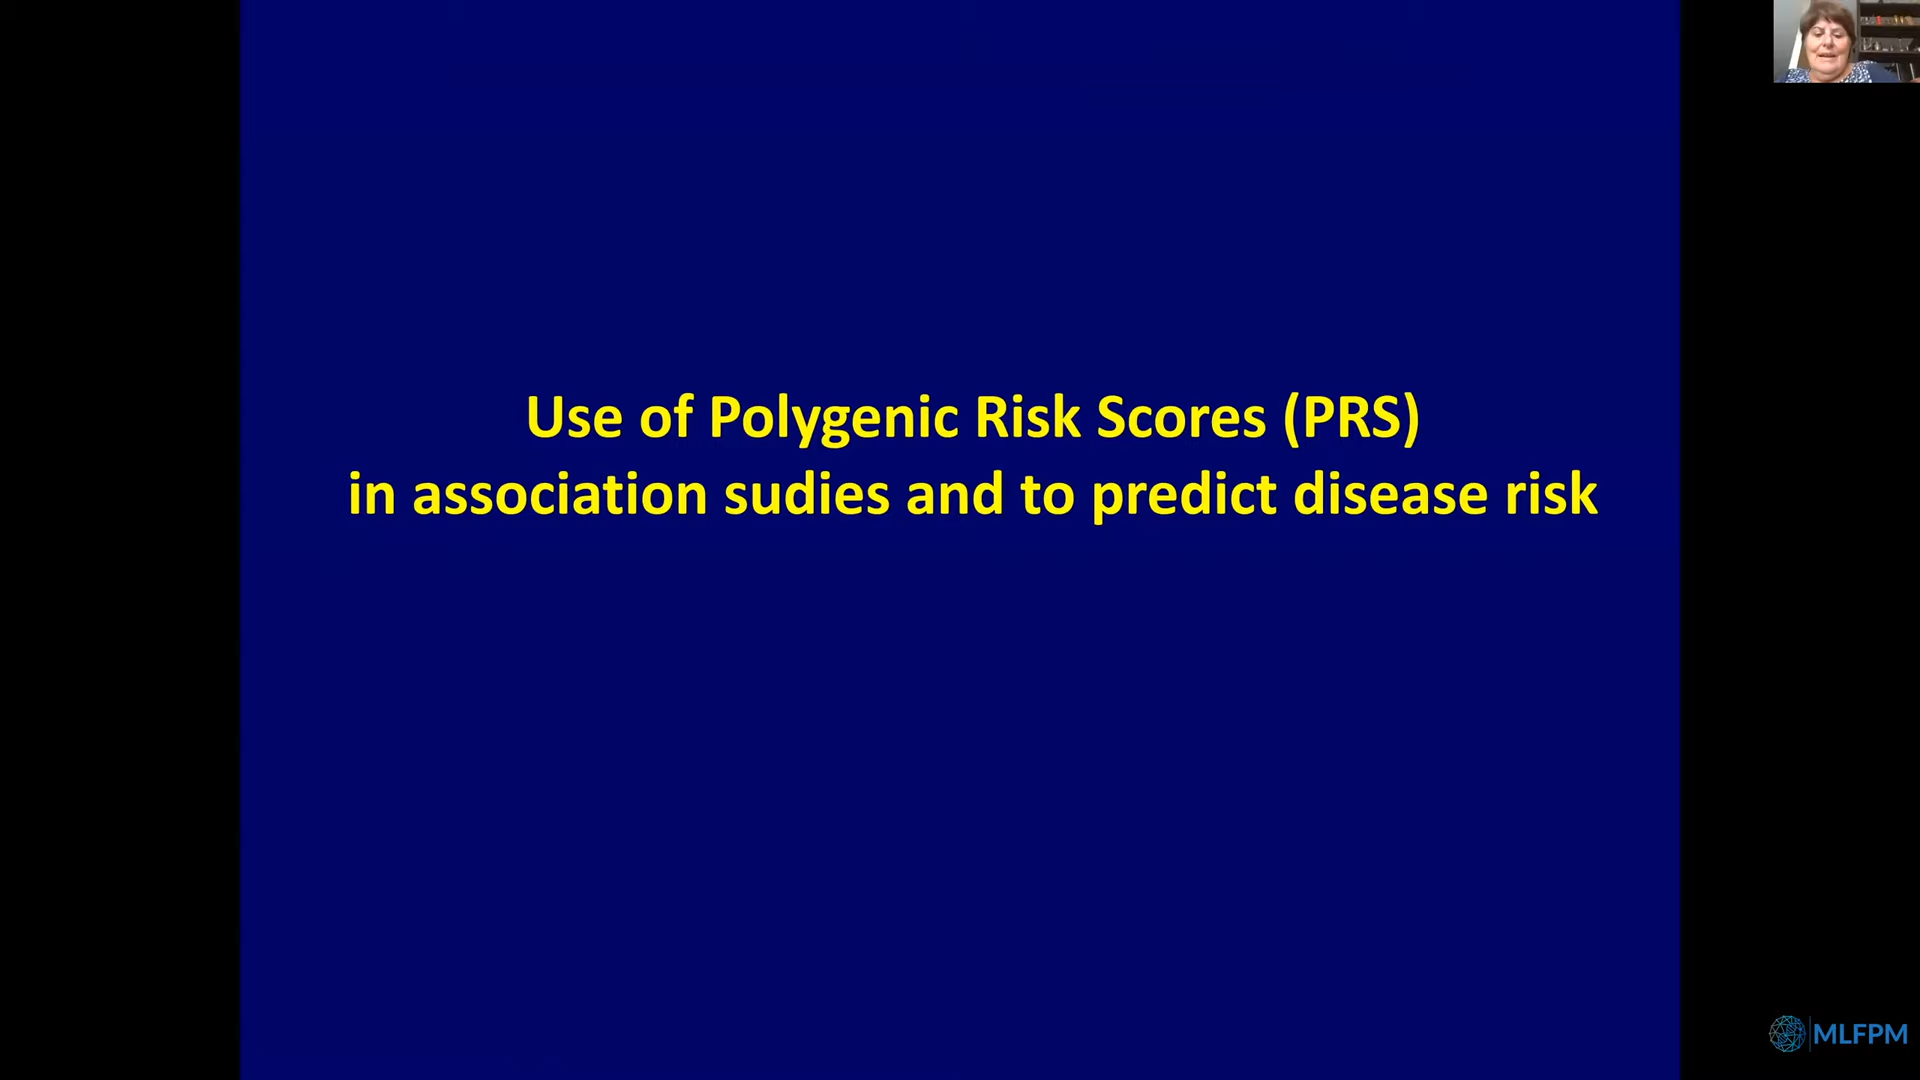 Use of Polygenic Risk Scores (PRS)
in association sudies and to predict disease risk
MLFPM